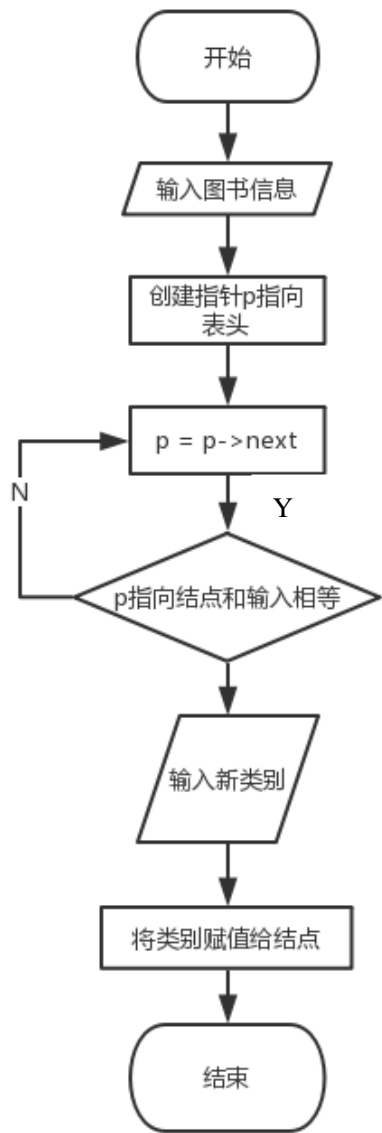 开始
输入图书信息
创建指针p指向
表头
p = p->next
N
Y
p指向结点和输入相等
输入新类别
将类别赋值给结点
结束